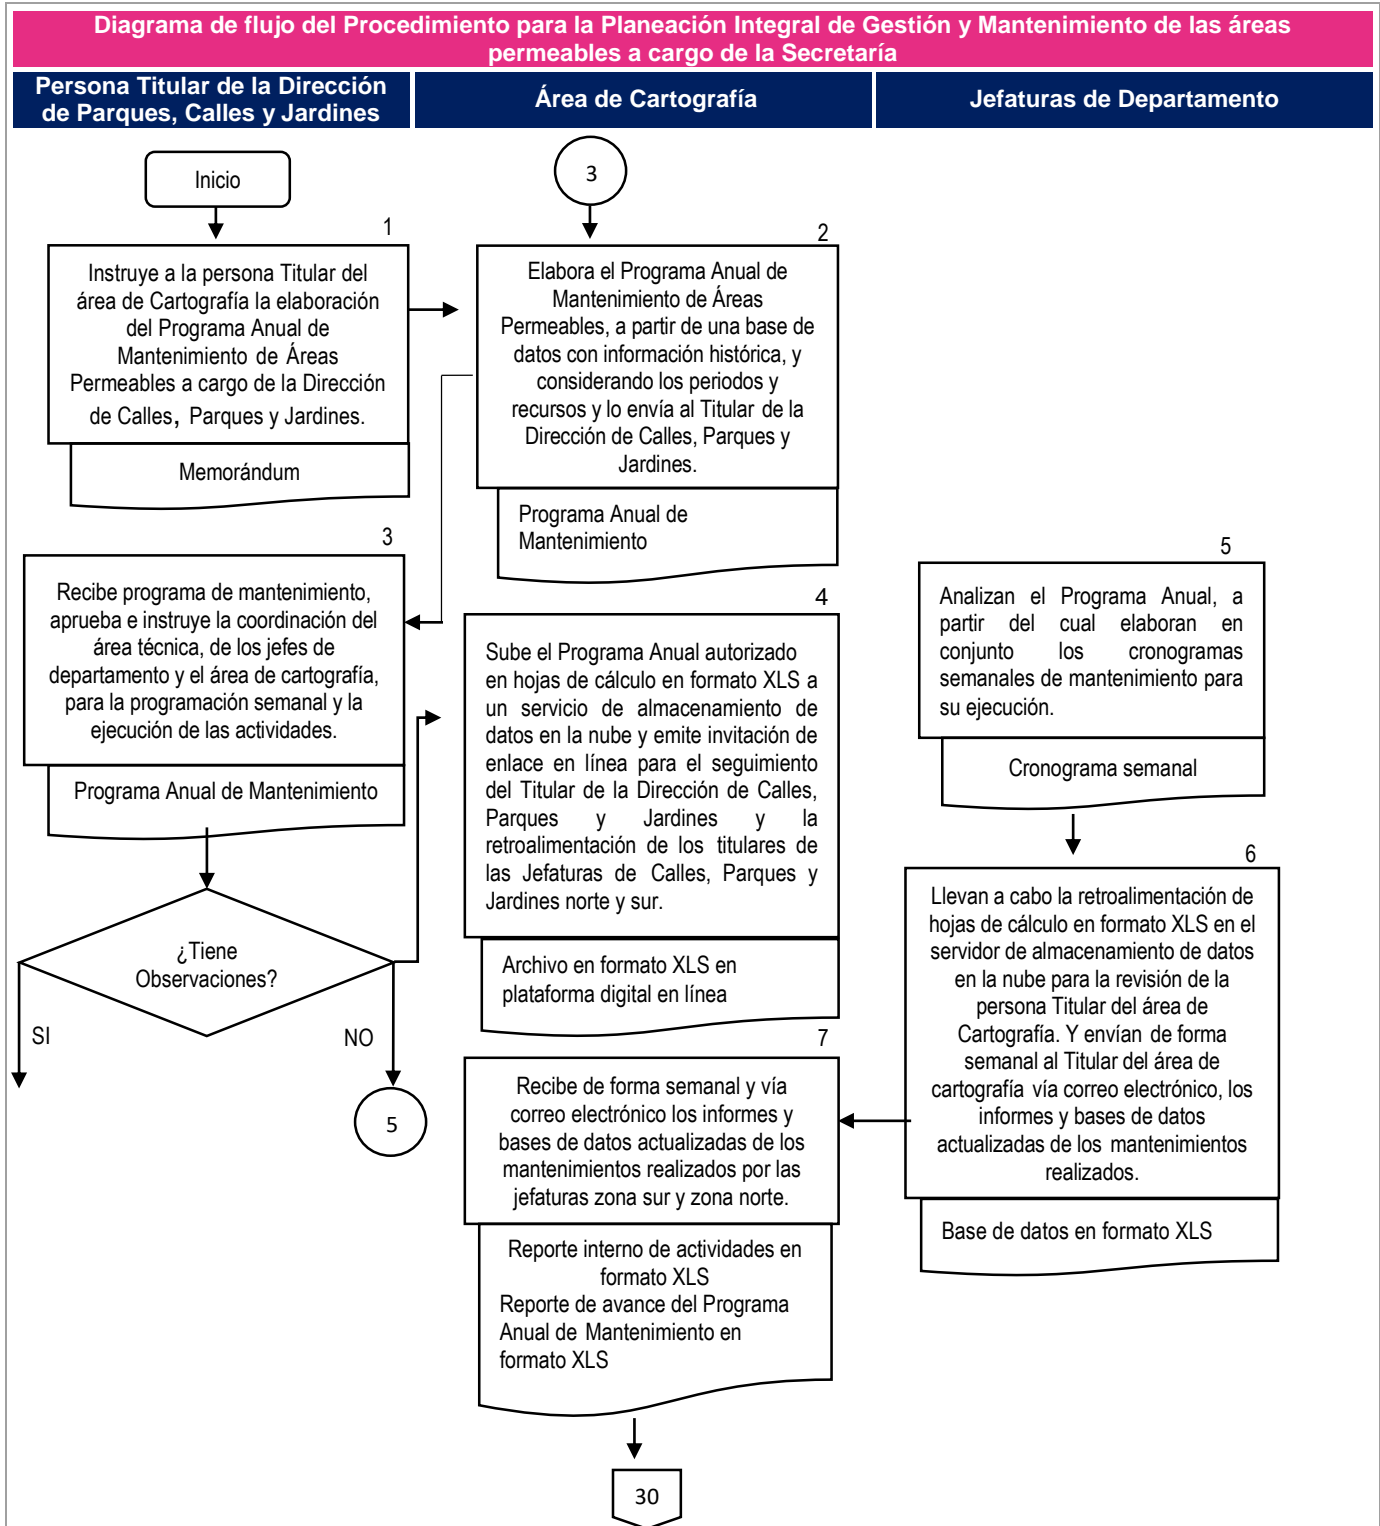 Diagrama de flujo del Procedimiento para la Planeación Integral de Gestión y Mantenimiento de las áreas
permeables a cargo de la Secretaría
Persona Titular de la Dirección
de Parques, Calles y Jardines
Área de Cartografía
Jefaturas de Departamento
Inicio
1
Instruye a la persona Titular del
área de Cartografía la elaboración
del Programa Anual de
Mantenimiento de Áreas
Permeables a cargo de la Dirección
de Calles, Parques y Jardines.
Memorándum
3
2
Elabora el Programa Anual de
Mantenimiento de Áreas
Permeables, a partir de una base de
datos con información histórica, y
considerando los periodos y
recursos y lo envía al Titular de la
Dirección de Calles, Parques y
Jardines.
Programa Anual de
Mantenimiento
3
Recibe programa de mantenimiento,
aprueba e instruye la coordinación del
área técnica, de los jefes de
departamento y el área de cartografía,
para la programación semanal y la
ejecución de las actividades.
Programa Anual de Mantenimiento
¿Tiene
Observaciones?
SI
NO
5
4
Sube el Programa Anual autorizado
en hojas de cálculo en formato XLS a
un servicio de almacenamiento de
datos en la nube y emite invitación de
enlace en línea para el seguimiento
del Titular de la Dirección de Calles,
Parques y Jardines y la
retroalimentación de los titulares de
las Jefaturas de Calles, Parques y
Jardines norte y sur.
Archivo en formato XLS en
plataforma digital en línea
5
Analizan el Programa Anual, a
partir del cual elaboran en
conjunto los cronogramas
semanales de mantenimiento para
su ejecución.
Cronograma semanal
6
Llevan a cabo la retroalimentación de
hojas de cálculo en formato XLS en el
servidor de almacenamiento de datos
en la nube para la revisión de la
persona Titular del área de
Cartografía. Y envían de forma
semanal al Titular del área de
cartografía vía correo electrónico, los
informes y bases de datos
actualizadas de los mantenimientos
realizados.
Base de datos en formato XLS
7
Recibe de forma semanal y vía
correo electrónico los informes y
bases de datos actualizadas de los
mantenimientos realizados por las
jefaturas zona sur y zona norte.
Reporte interno de actividades en
formato XLS
Reporte de avance del Programa
Anual de Mantenimiento en
formato XLS
30